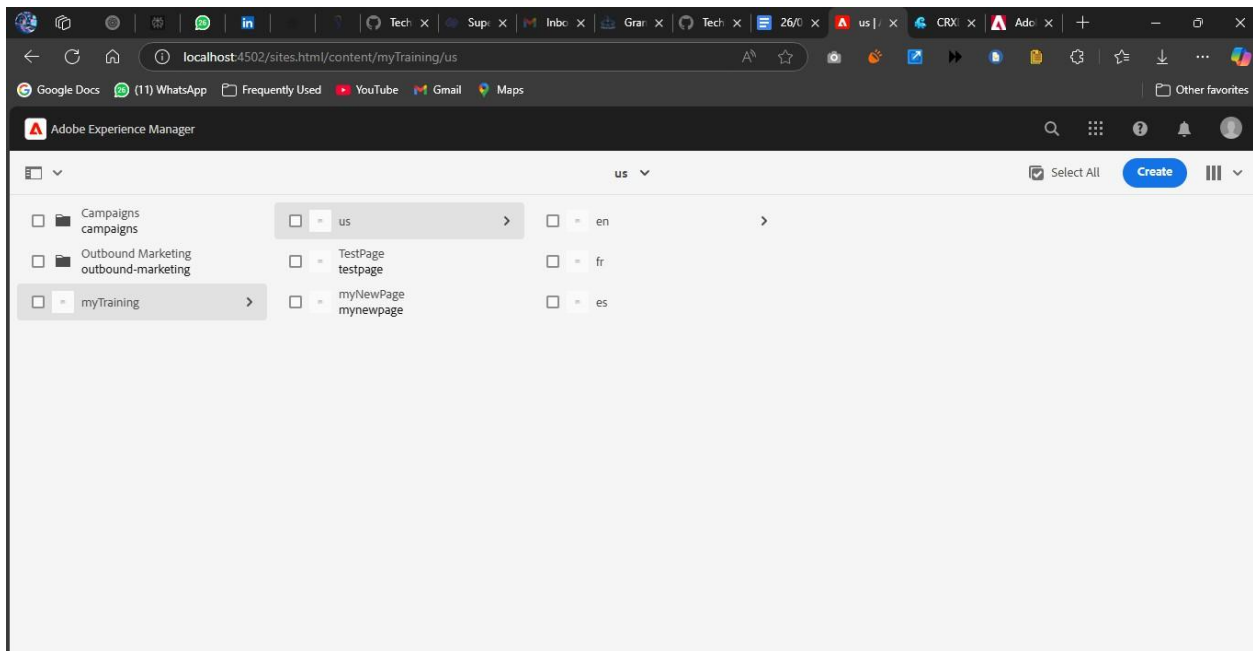 26
in
Tech
Supe
Inbo
Gran
Tech
26/0
us | /
CRX
Ado
localhost:4502/sites.html/content/myTraining/us
Google Docs (11) WhatsApp Frequently Used YouTube Gmail Maps Other favorites
Adobe Experience Manager
us Select All Create
Campaigns
campaigns
us
en
Outbound Marketing
outbound-marketing
TestPage
testpage
fr
myTraining
myNewPage
mynewpage
es